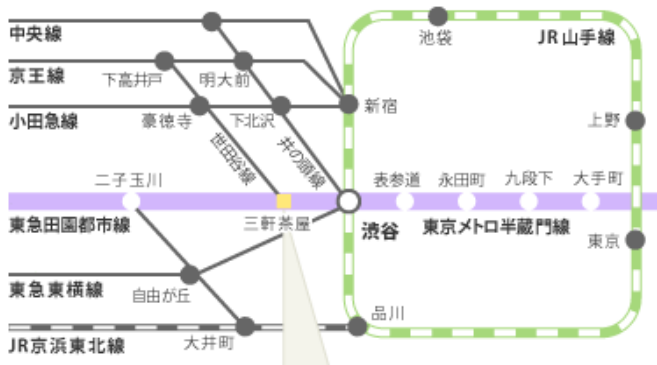 中央線
池袋
JR山手線
京王線
下高井戸
明大前
新宿
小田急線
豪徳寺
下北沢
上野
世田谷線
井の頭線
二子玉川
表参道
永田町
九段下
大手町
三軒茶屋
東急田園都市線
渋谷
東京メトロ半蔵門線
東京
東急東横線
自由が丘
品川
JR京浜東北線
大井町